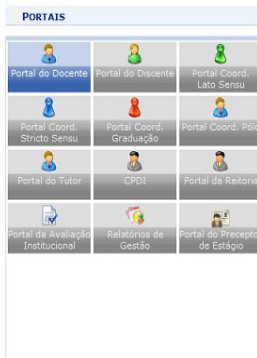 PORTAIS
Portal do Docente
Portal do Discente
Portal Coord.
Lato Sensu
Portal Coord.
Stricto Sensu
Portal Coord.
Graduação
Portal Coord. Pólo
Portal do Tutor
CPDI
Portal da Reitoria
Portal da Avaliação
Institucional
Relatórios de
Gestão
Portal do Precepto
de Estágio